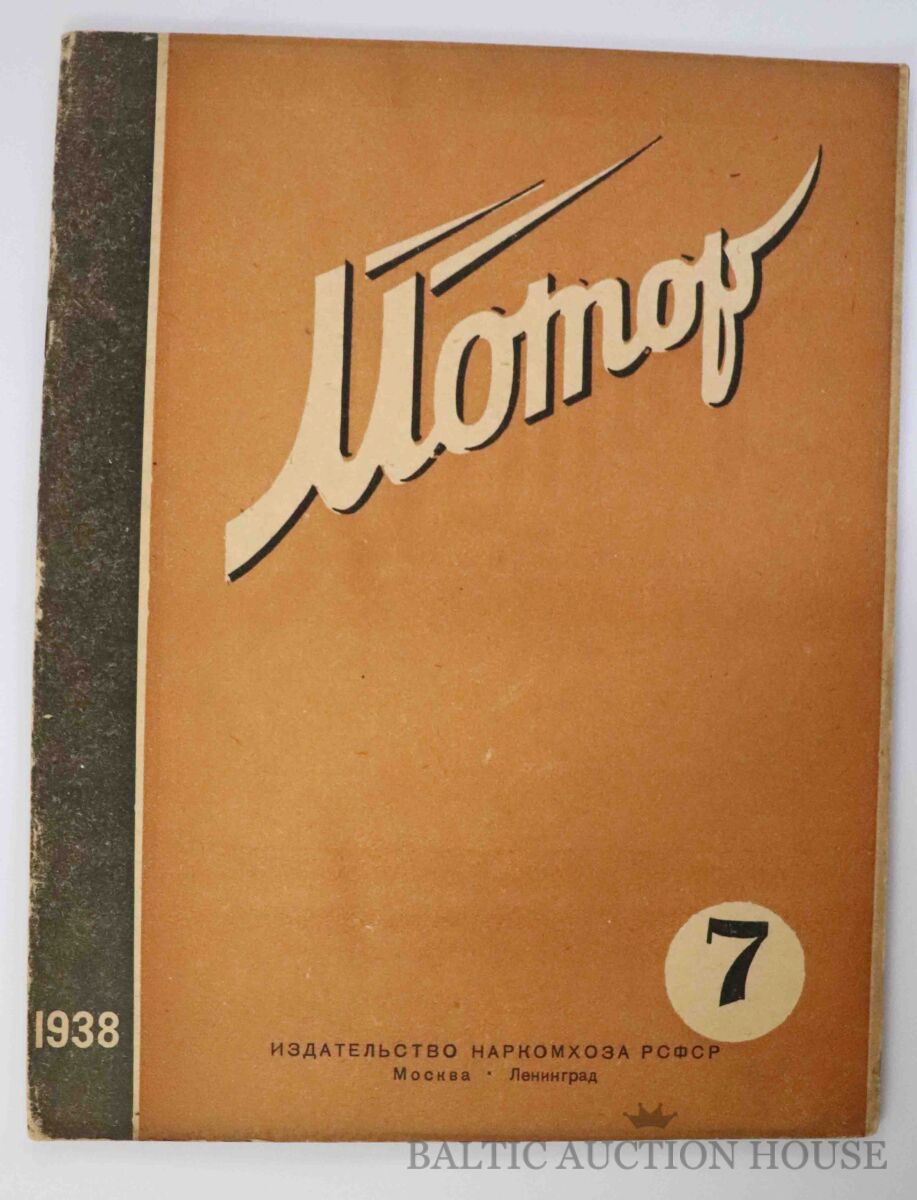 Мотор
7
1938
ИЗДАТЕЛЬСТВО НАРКОМХОЗА РСФСР
Москва · Ленинград
BALTIC AUCTION HOUSE